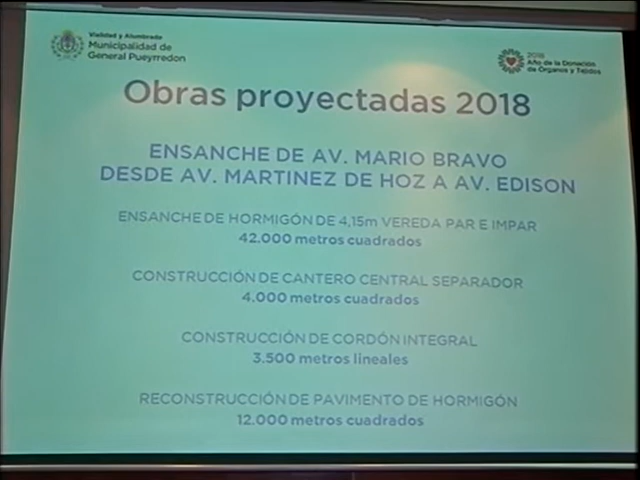 Vialidad y Alumbrado
Municipalidad de
General Pueyrredon
2018
Año de la Donación
de Órganos y Tejidos
Obras proyectadas 2018
ENSANCHE DE AV. MARIO BRAVO
DESDE AV. MARTINEZ DE HOZ A AV. EDISON
ENSANCHE DE HORMIGÓN DE 4,15m VEREDA PAR E IMPAR
42.000 metros cuadrados
CONSTRUCCIÓN DE CANTERO CENTRAL SEPARADOR
4.000 metros cuadrados
CONSTRUCCIÓN DE CORDÓN INTEGRAL
3.500 metros lineales
RECONSTRUCCIÓN DE PAVIMENTO DE HORMIGÓN
12.000 metros cuadrados